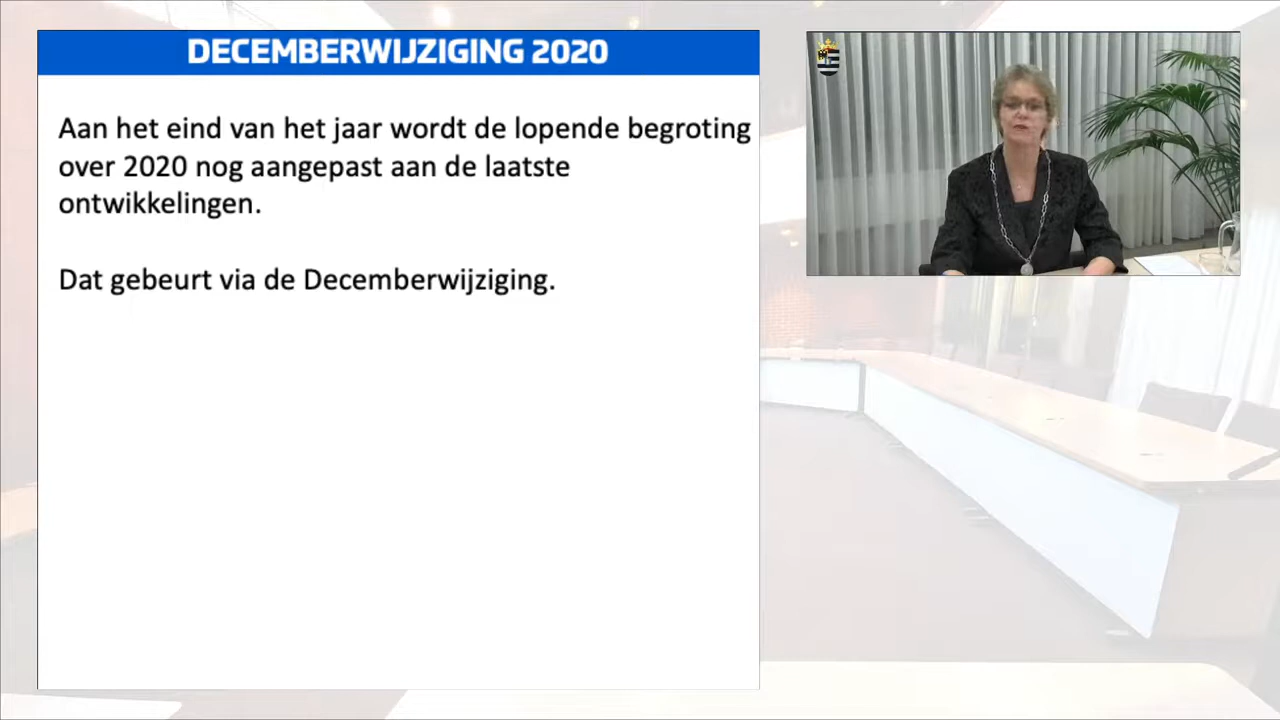 DECEMBERWIJZIGING 2020
Aan het eind van het jaar wordt de lopende begroting
over 2020 nog aangepast aan de laatste
ontwikkelingen.
Dat gebeurt via de Decemberwijziging.